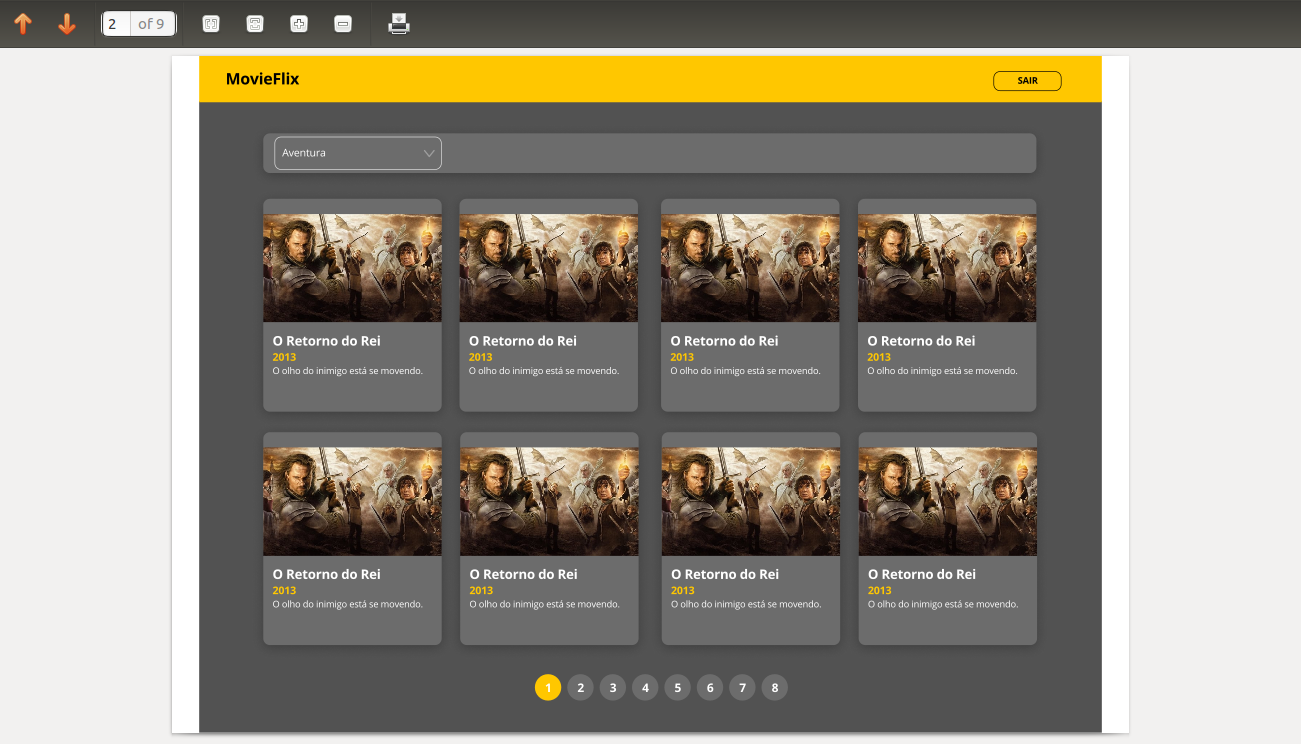 2 of 9
MovieFlix
SAIR
Aventura
O Retorno do Rei
2013
O olho do inimigo está se movendo.
O Retorno do Rei
2013
O olho do inimigo está se movendo.
O Retorno do Rei
2013
O olho do inimigo está se movendo.
O Retorno do Rei
2013
O olho do inimigo está se movendo.
O Retorno do Rei
2013
O olho do inimigo está se movendo.
O Retorno do Rei
2013
O olho do inimigo está se movendo.
O Retorno do Rei
2013
O olho do inimigo está se movendo.
O Retorno do Rei
2013
O olho do inimigo está se movendo.
1 2 3 4 5 6 7 8